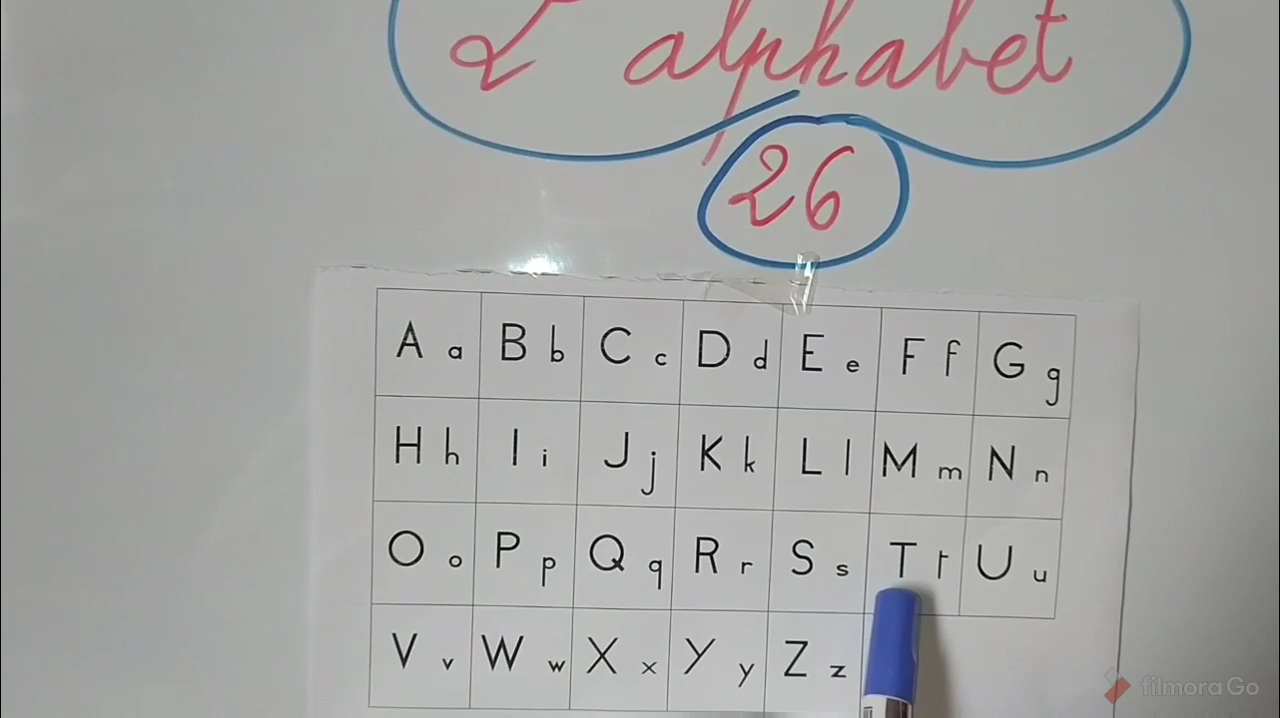 L'alphabet
26
A a B b C c D d E e F f G g
H h I i J j K k L l M m N n
O o P p Q q R r S s T t U u
V v W w X x Y y Z z
filmora Go